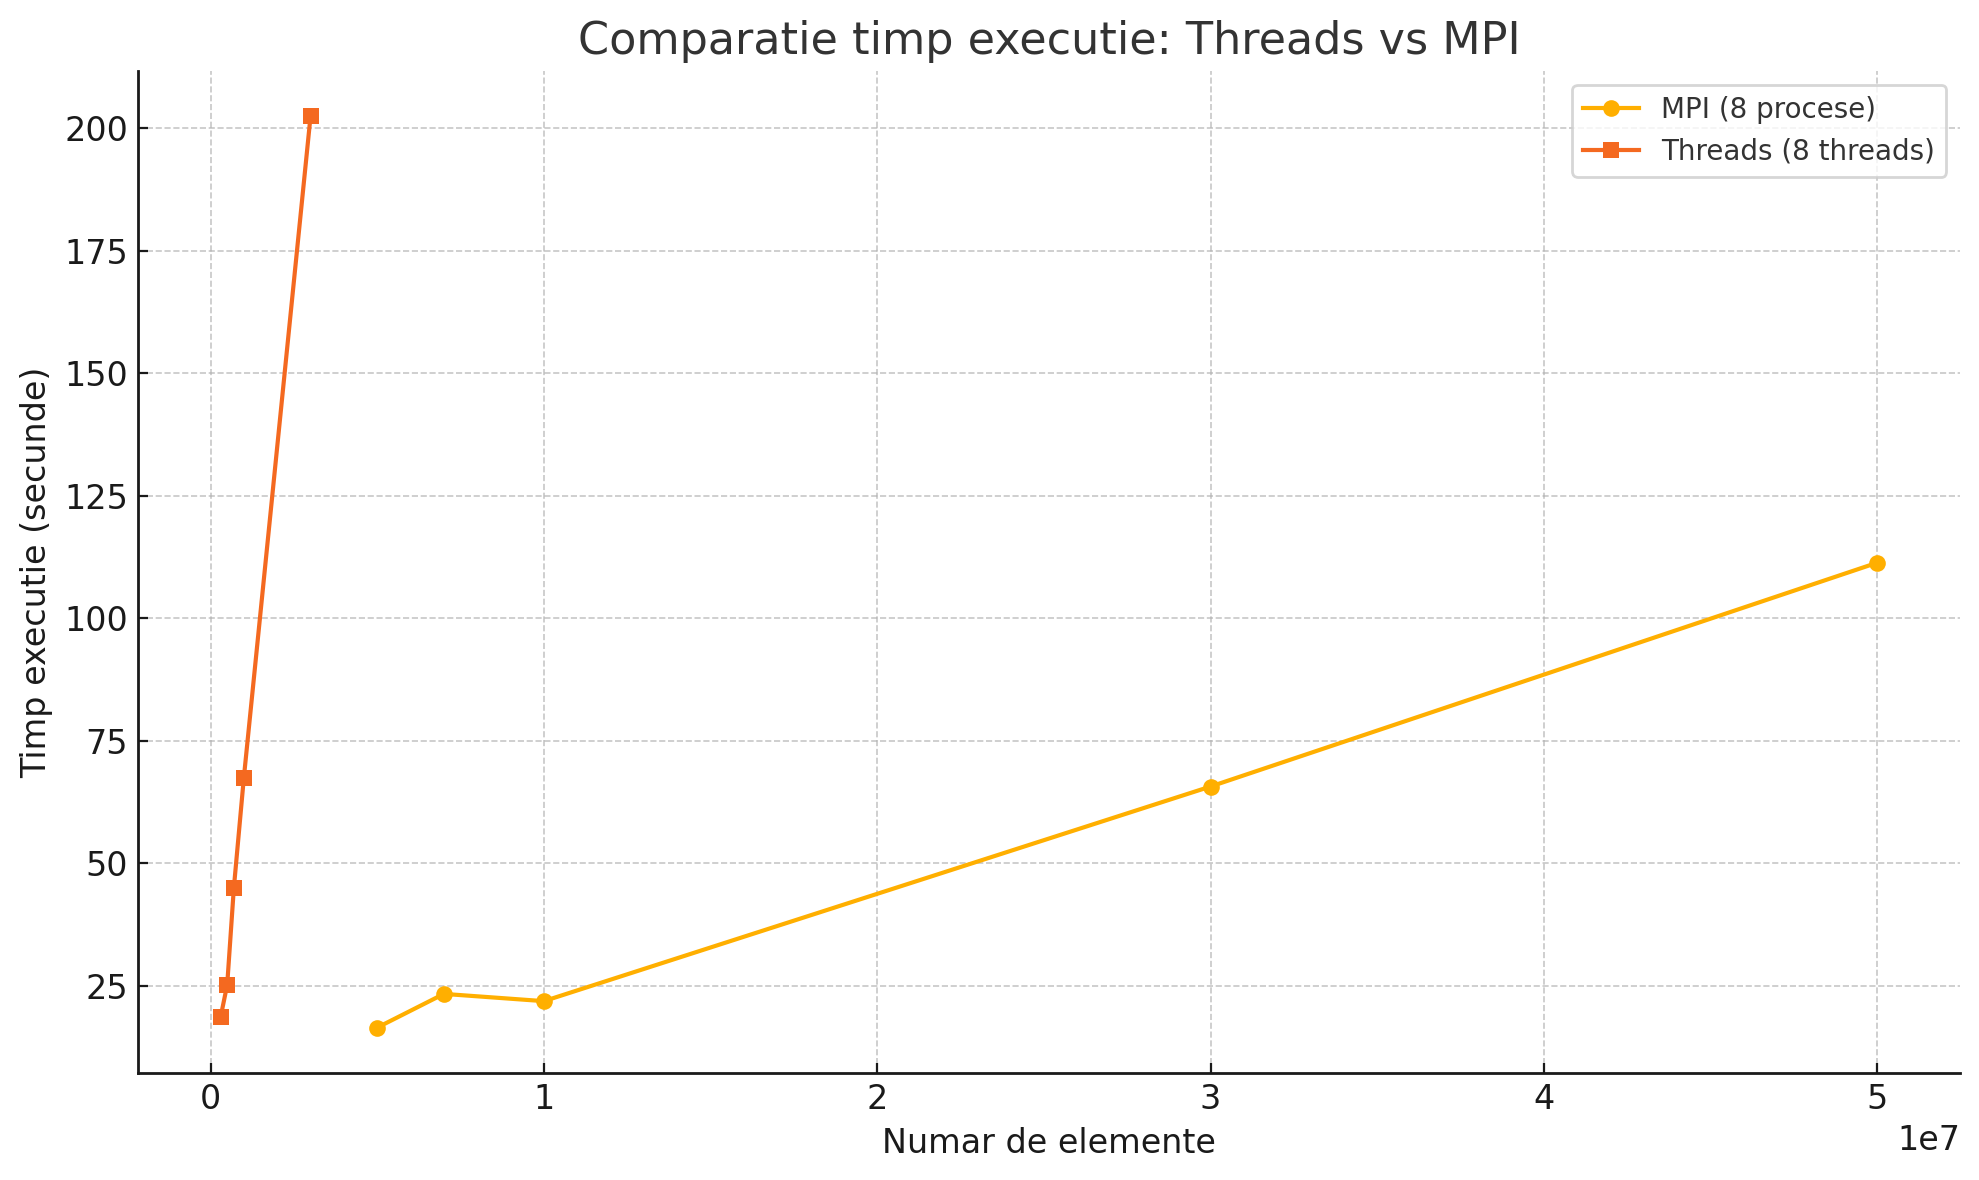 Comparatie timp executie: Threads vs MPI
MPI (8 procese)
Threads (8 threads)
Timp executie (secunde)
200
175
150
125
100
75
50
25
0 1 2 3 4 5
1e7
Numar de elemente